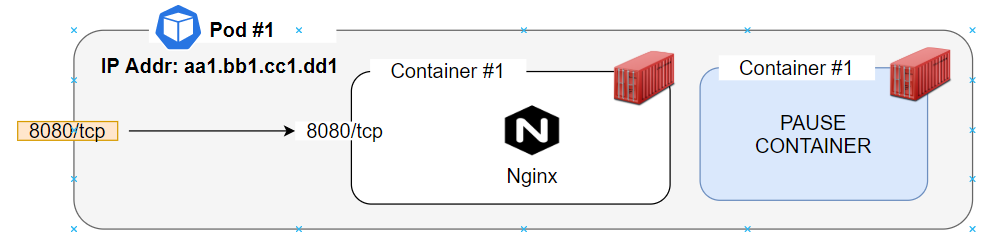 Pod #1
IP Addr: aa1.bb1.cc1.dd1
Container #1
Container #1
8080/tcp
8080/tcp
N
Nginx
PAUSE
CONTAINER